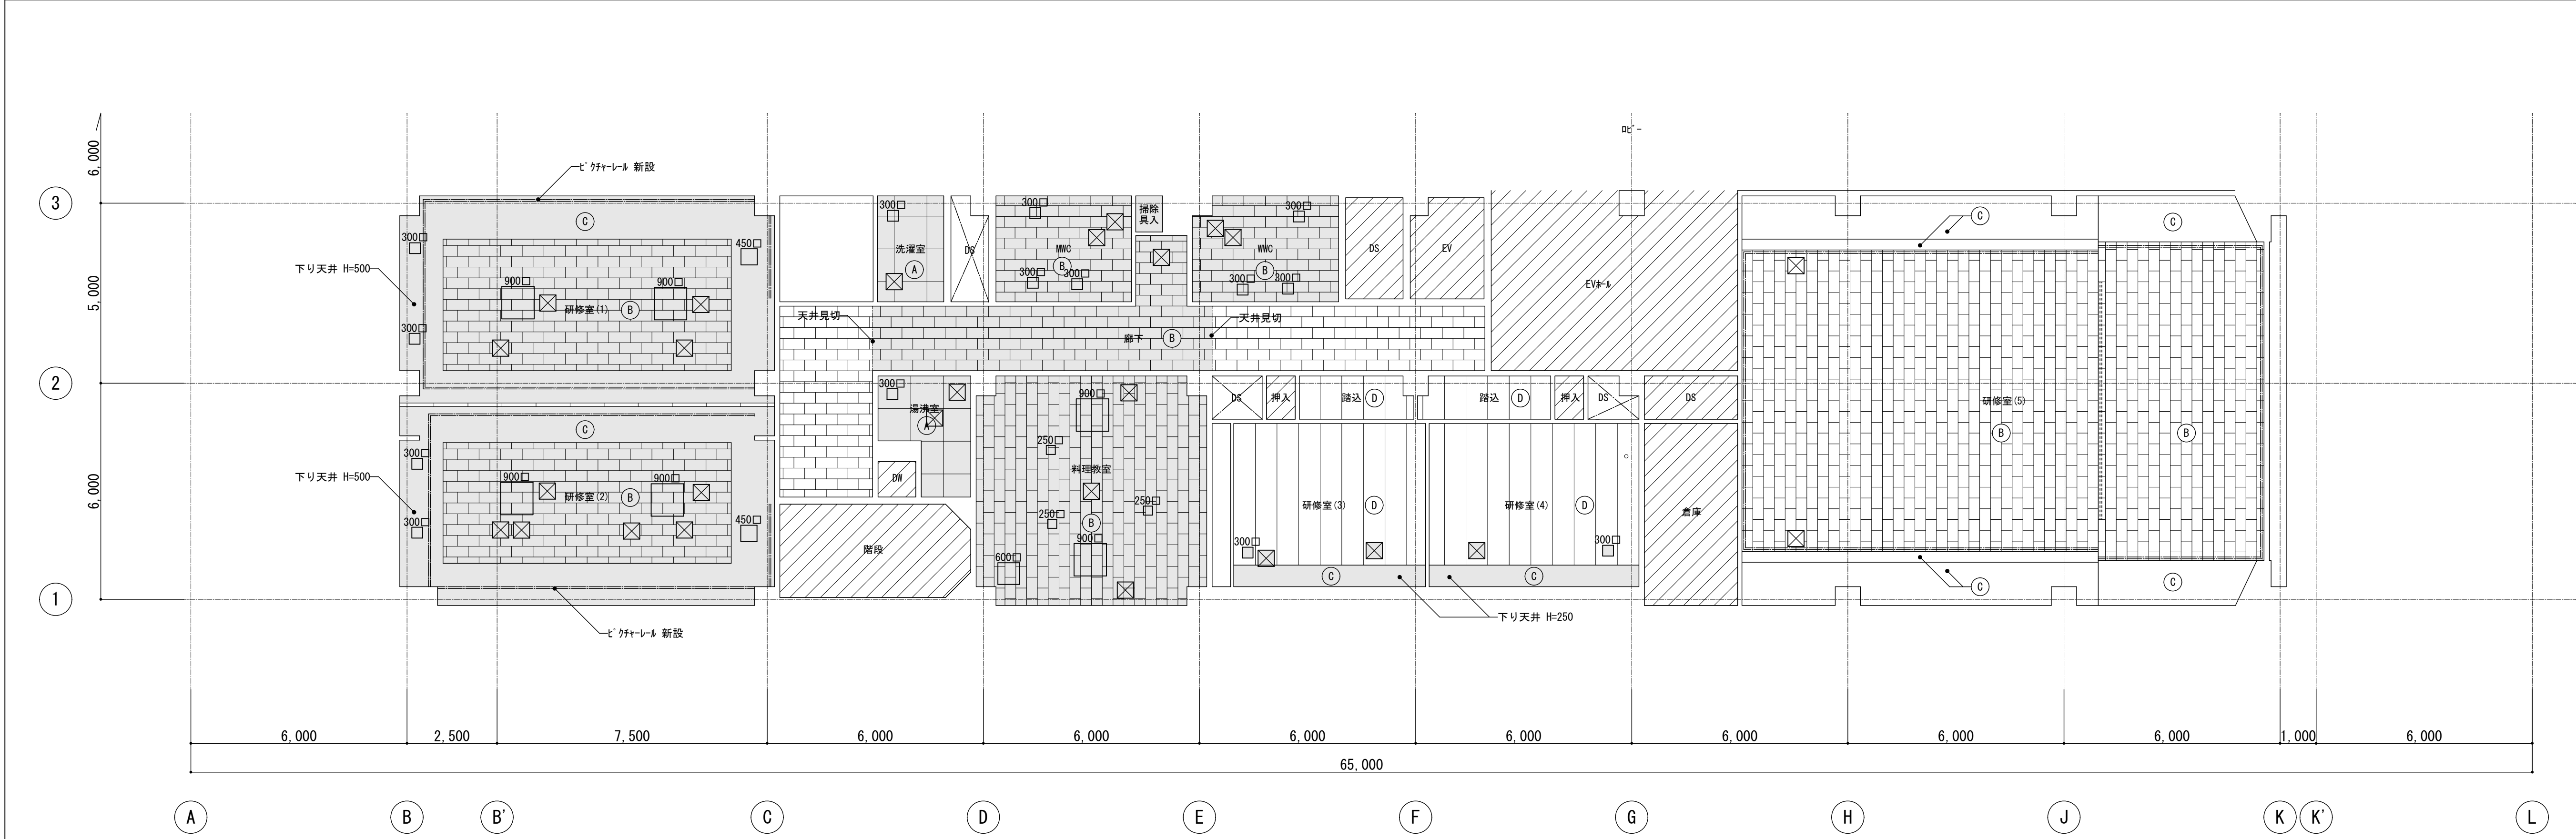 ﾛﾋﾞｰ
6,000
ﾋﾟｸﾁｬｰﾚｰﾙ 新設
3
C
300□
300□
300□
掃除
具入
300□
C
C
300□
450□
洗濯室
DS
MWC
WWC
DS
EV
下り天井 H=500
A
B
B
300□
300□
300□
300□
5,000
900□
900□
EVﾎｰﾙ
研修室(1)
B
天井見切
天井見切
300□
廊下
B
2
300□
900□
DS
押入
踏込
D
踏込
D
押入
DS
DS
研修室(5)
湯沸室
A
C
B
B
250□
300□
料理教室
下り天井 H=500
900□
900□
DW
研修室(2)
B
250□
研修室(3)
D
研修室(4)
D
倉庫
6,000
300□
450□
250□
B
階段
900□
300□
300□
600□
C
C
C
C
1
下り天井 H=250
ﾋﾟｸﾁｬｰﾚｰﾙ 新設
6,000
2,500
7,500
6,000
6,000
6,000
6,000
6,000
6,000
6,000
1,000
6,000
65,000
A
B
B'
C
D
E
F
G
H
J
K
K'
L